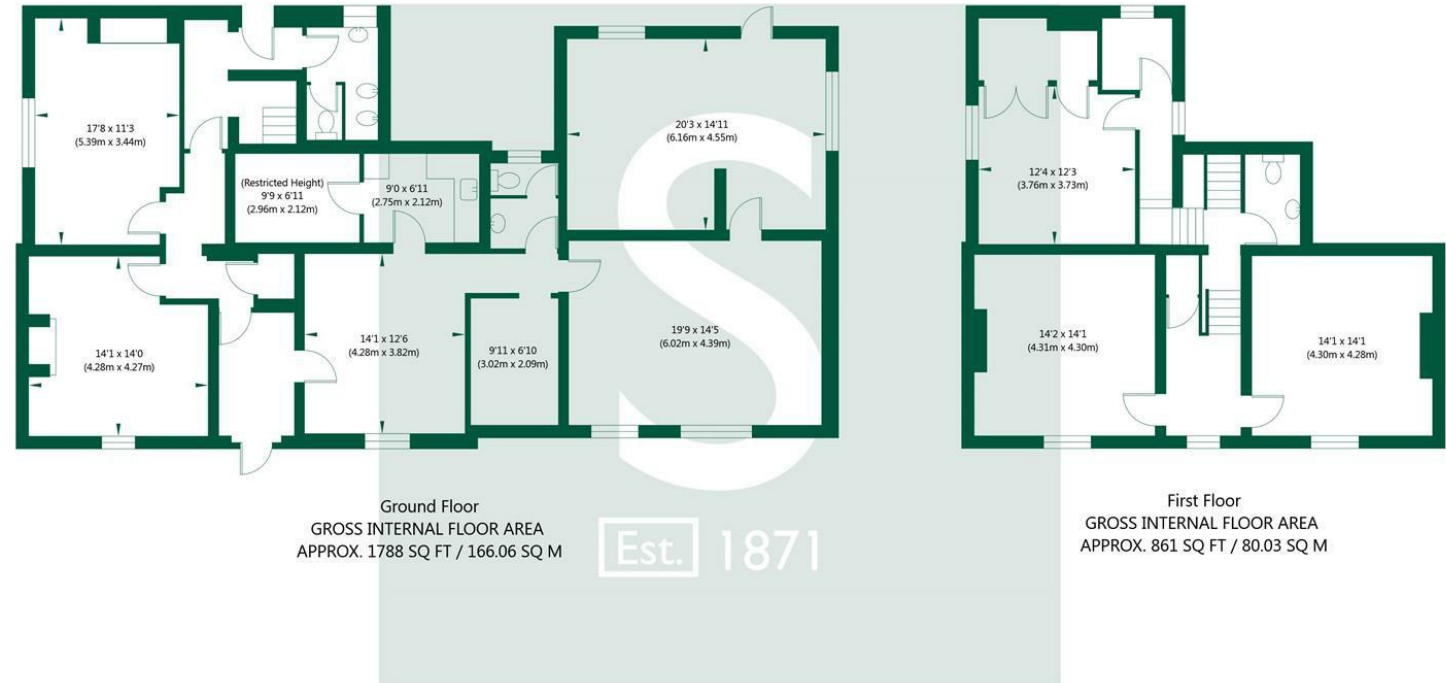 17'8 x 11'3
(5.39m x 3.44m)
(Restricted Height)
9'9 x 6'11
(2.96m x 2.12m)
9'0 x 6'11
(2.75m x 2.12m)
20'3 x 14'11
(6.16m x 4.55m)
14'1 x 14'0
(4.28m x 4.27m)
14'1 x 12'6
(4.28m x 3.82m)
9'11 x 6'10
(3.02m x 2.09m)
19'9 x 14'5
(6.02m x 4.39m)
12'4 x 12'3
(3.76m x 3.73m)
14'2 x 14'1
(4.31m x 4.30m)
14'1 x 14'1
(4.30m x 4.28m)
S
Est. 1871
Ground Floor
GROSS INTERNAL FLOOR AREA
APPROX. 1788 SQ FT / 166.06 SQ M
First Floor
GROSS INTERNAL FLOOR AREA
APPROX. 861 SQ FT / 80.03 SQ M